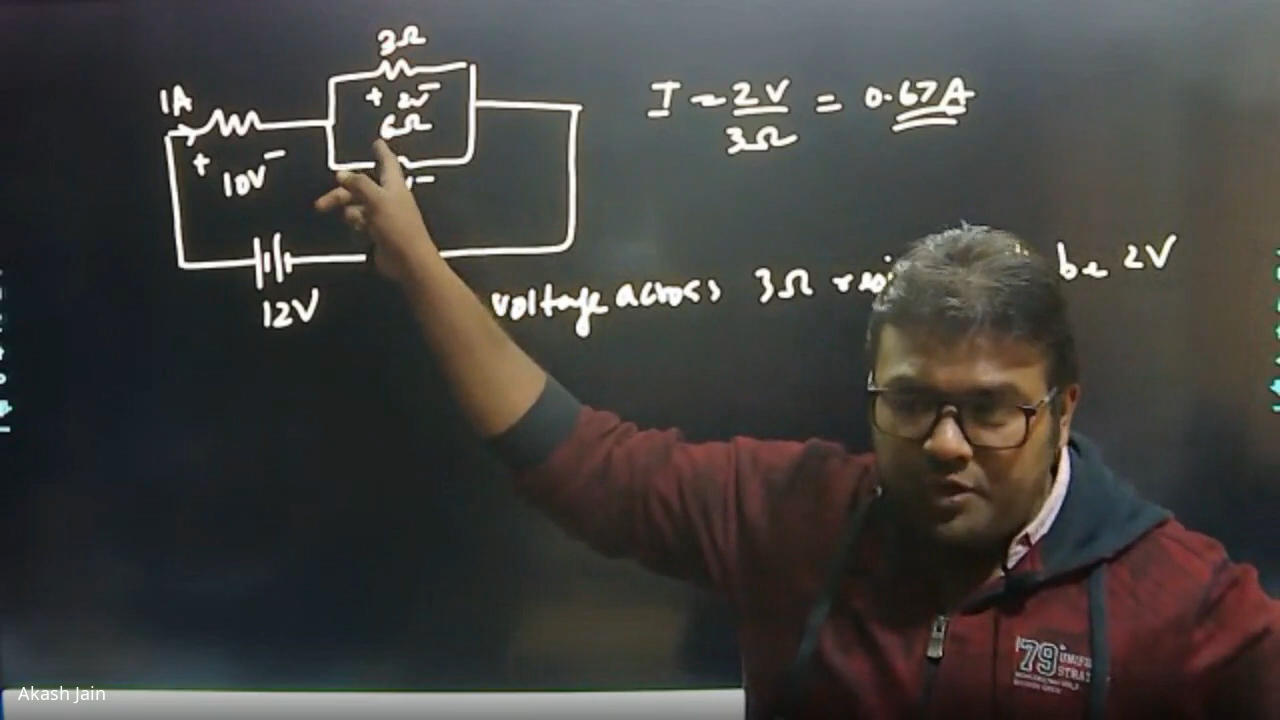 3Ω
1A
+ 2V −
6Ω
+ 10V −
−
12V
I = 2V / 3Ω = 0.67A
voltage across 3Ω be 2V
79
Akash Jain